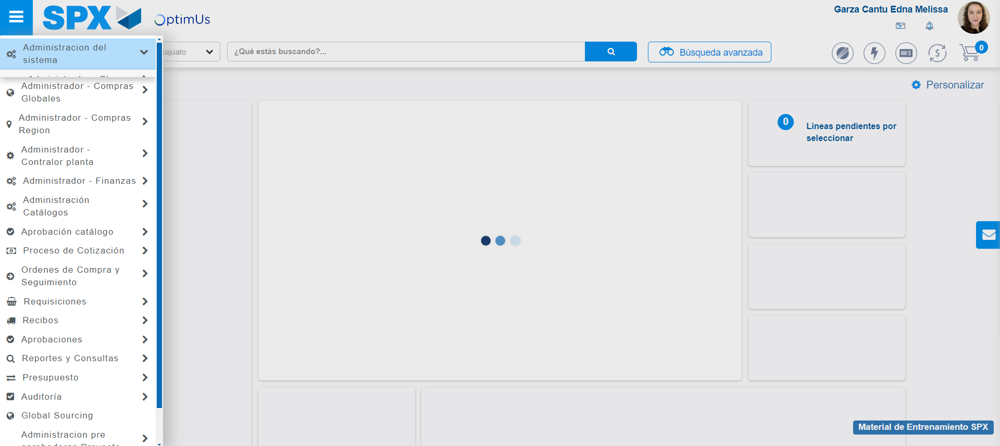 SPX
OptimUs
Garza Cantu Edna Melissa
najuato
¿Qué estás buscando?...
Búsqueda avanzada
$
0
Personalizar
Administracion del
sistema
Administrador - Compras
Globales
Administrador - Compras
Region
Administrador -
Contralor planta
Administrador - Finanzas
Administración
Catálogos
Aprobación catálogo
Proceso de Cotización
Ordenes de Compra y
Seguimiento
Requisiciones
Recibos
Aprobaciones
Reportes y Consultas
Presupuesto
Auditoría
Global Sourcing
Administracion pre
0
Lineas pendientes por
seleccionar
Material de Entrenamiento SPX